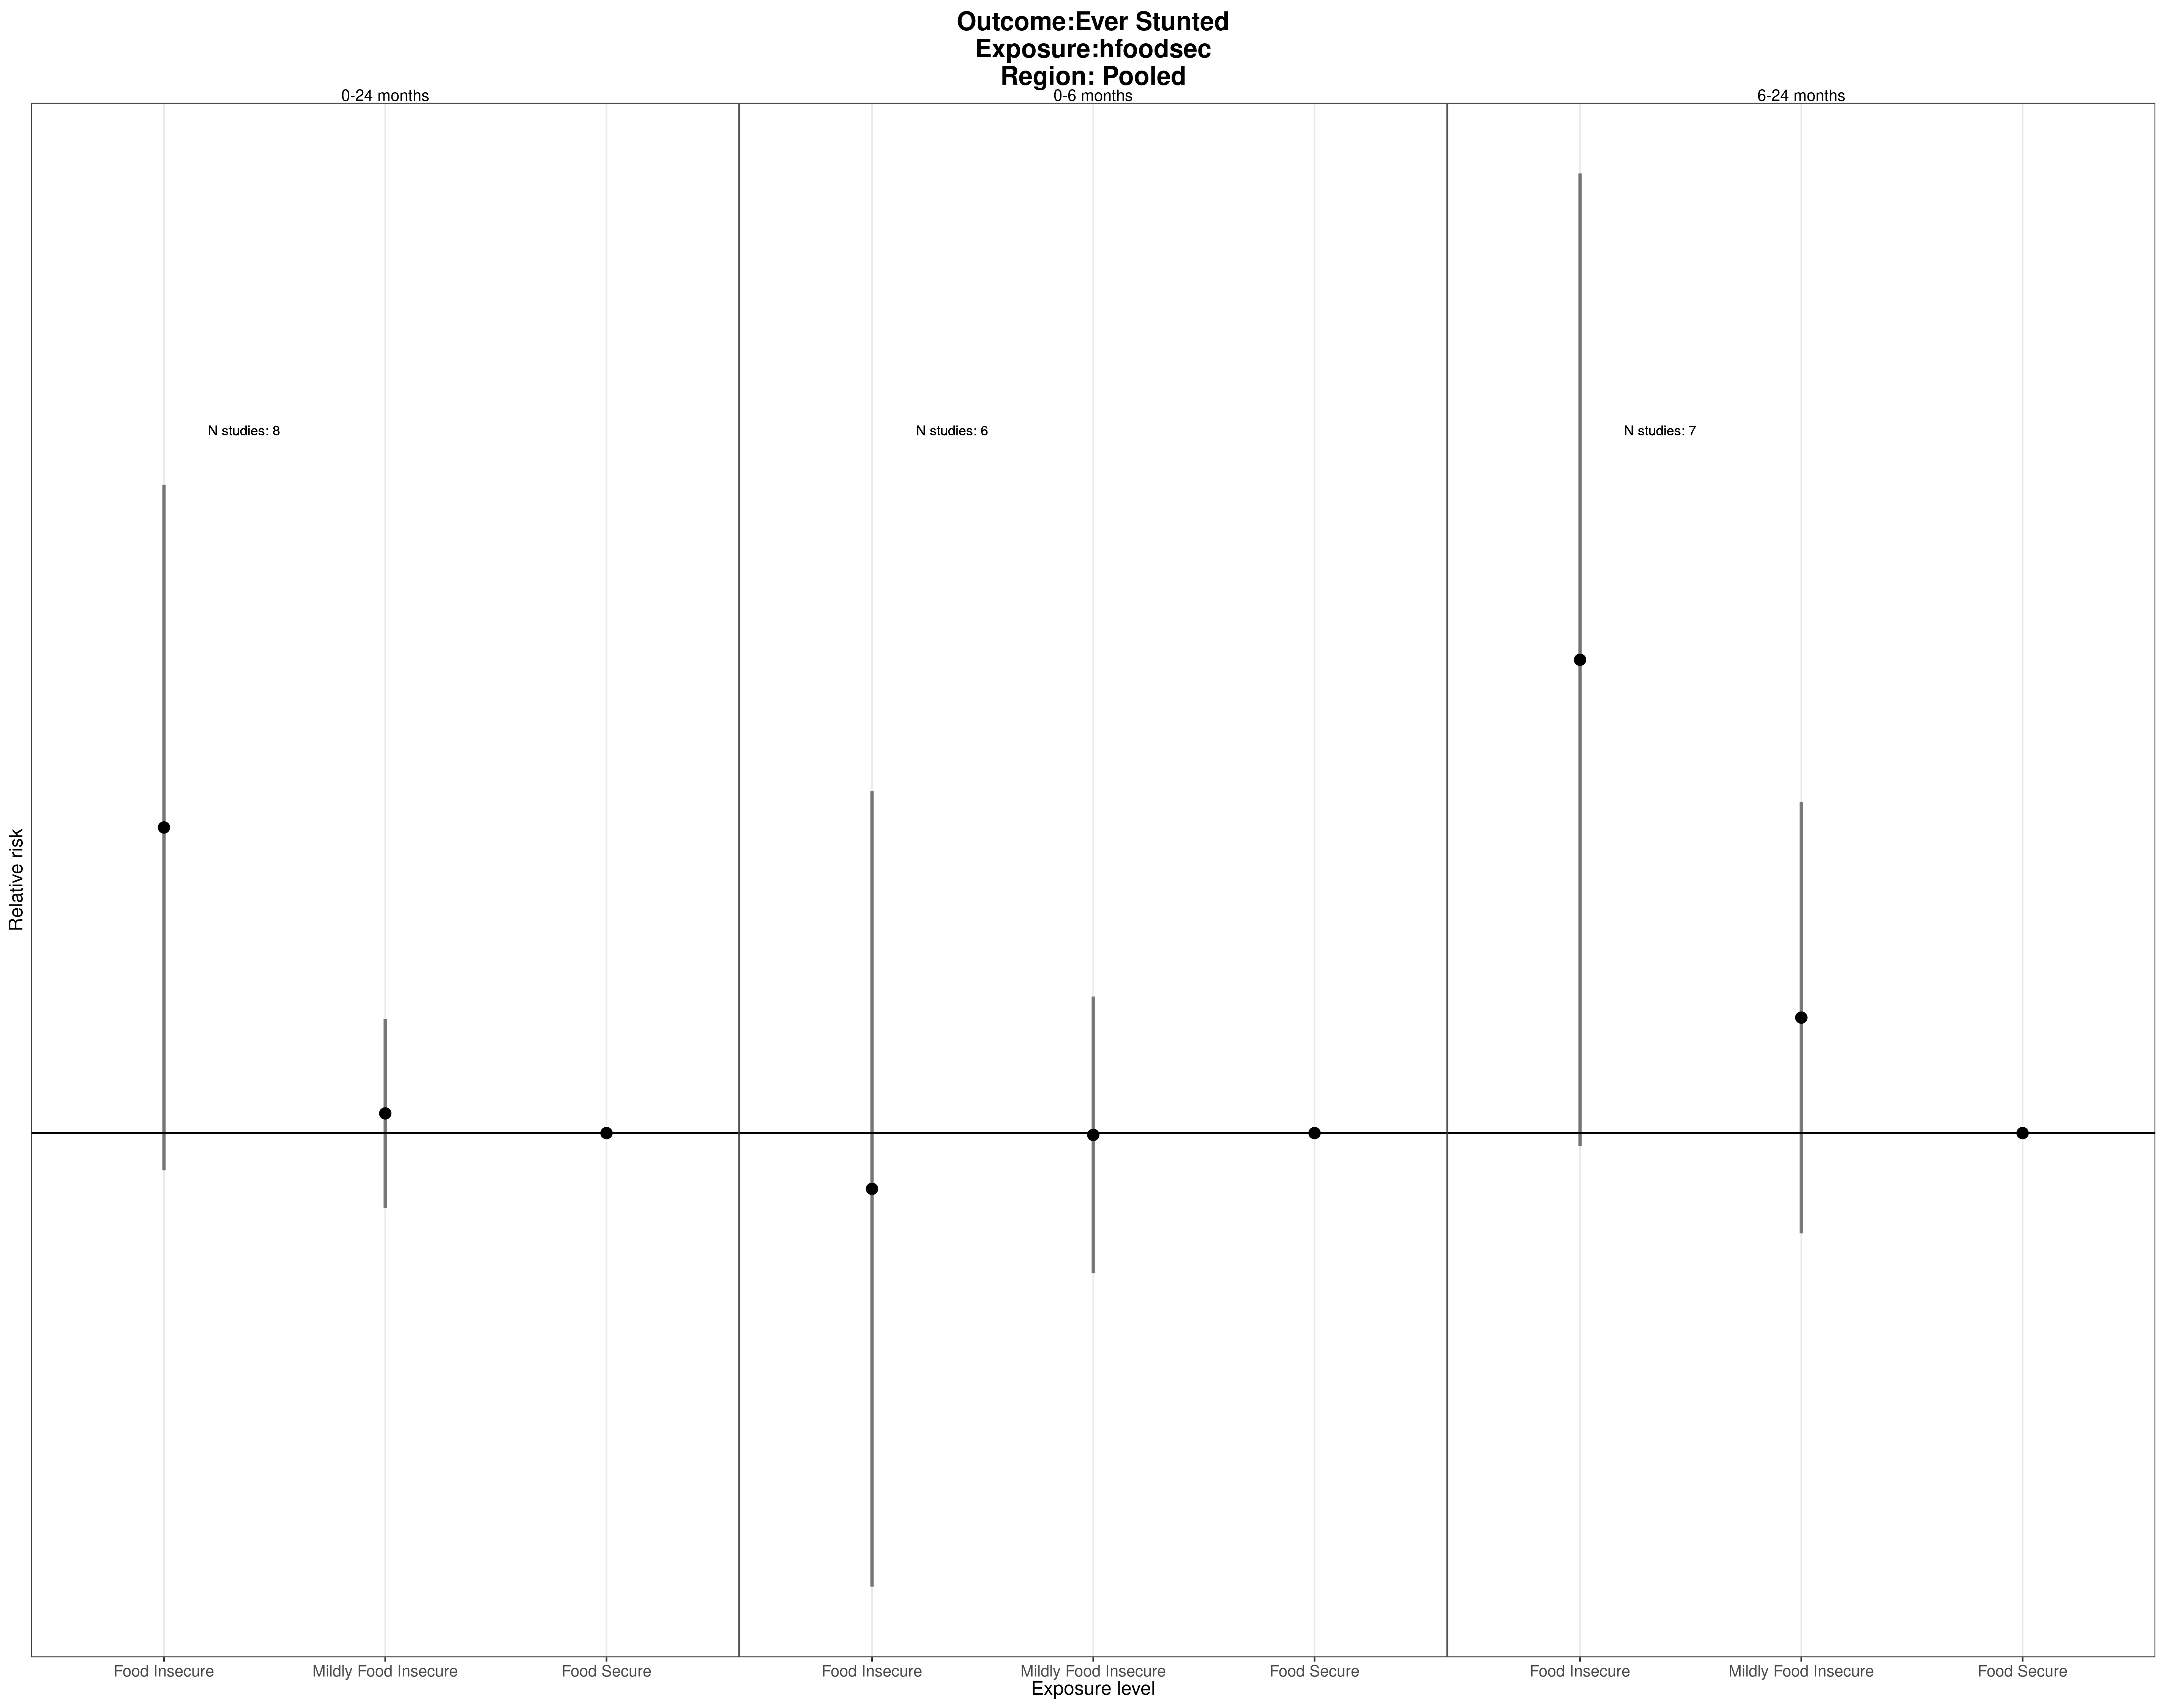 Outcome:Ever Stunted
Exposure:hfoodsec
Region: Pooled
0-24 months
0-6 months
6-24 months
N studies: 8
N studies: 6
N studies: 7
Relative risk
Food Insecure
Mildly Food Insecure
Food Secure
Food Insecure
Mildly Food Insecure
Food Secure
Food Insecure
Mildly Food Insecure
Food Secure
Exposure level